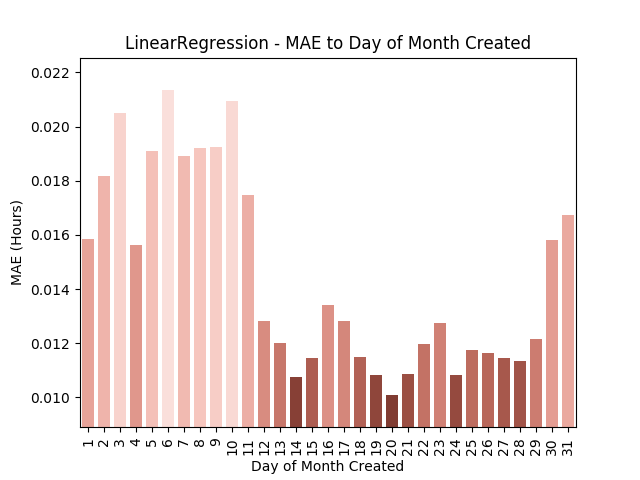 LinearRegression - MAE to Day of Month Created
MAE (Hours)
0.022
0.020
0.018
0.016
0.014
0.012
0.010
1 2 3 4 5 6 7 8 9 10 11 12 13 14 15 16 17 18 19 20 21 22 23 24 25 26 27 28 29 30 31
Day of Month Created